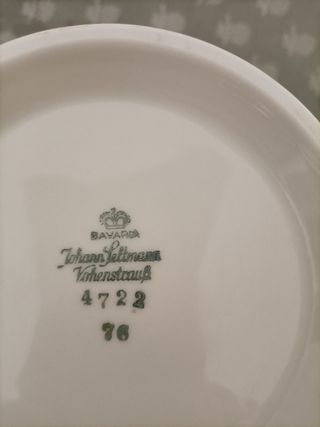 BAVARIA
Johann Seltmann
Vohenstrauß
4722
76